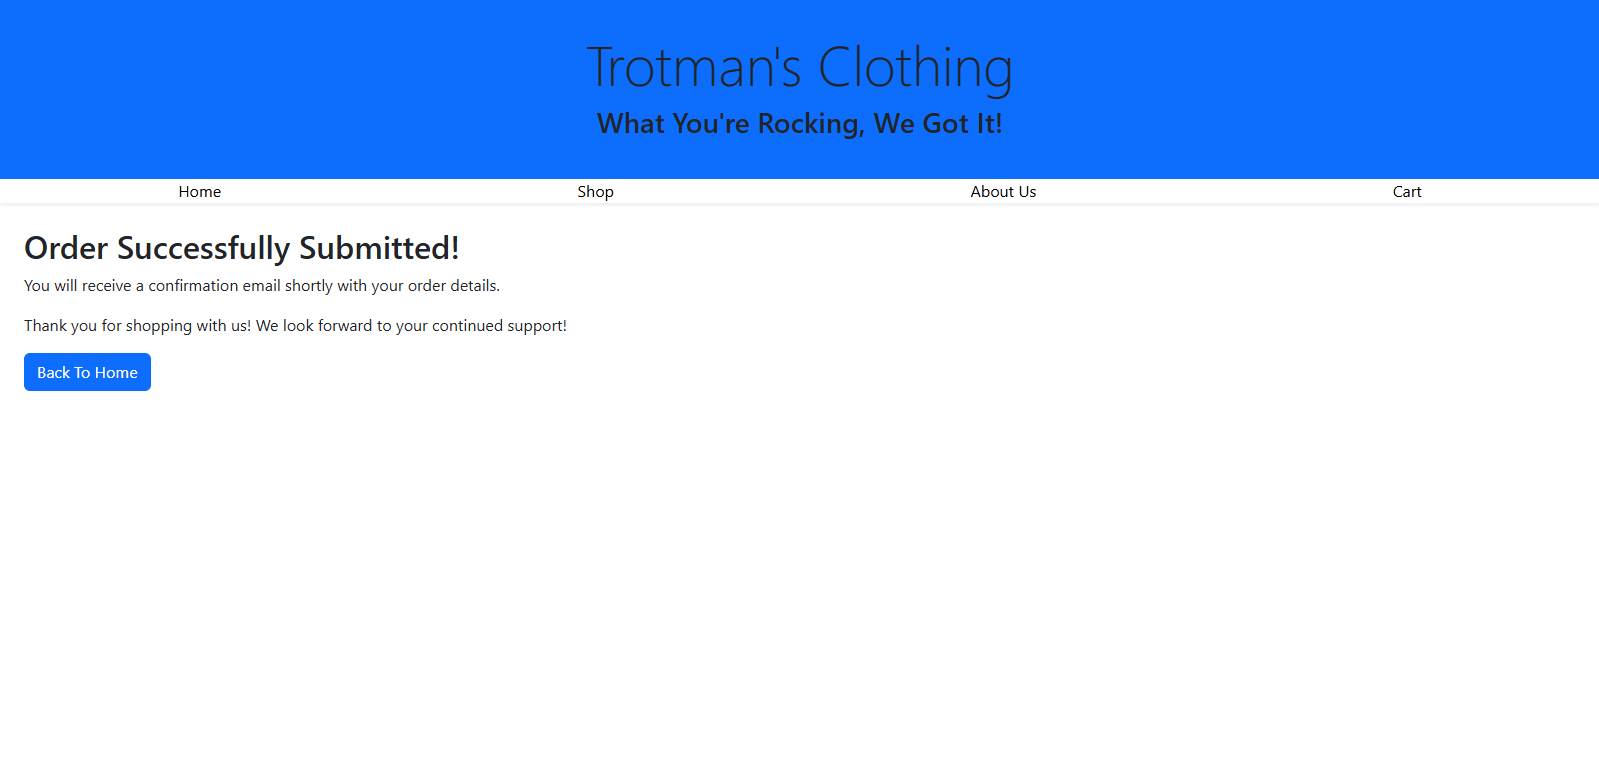 Trotman's Clothing
What You're Rocking, We Got It!
Home Shop About Us Cart
Order Successfully Submitted!
You will receive a confirmation email shortly with your order details.
Thank you for shopping with us! We look forward to your continued support!
Back To Home